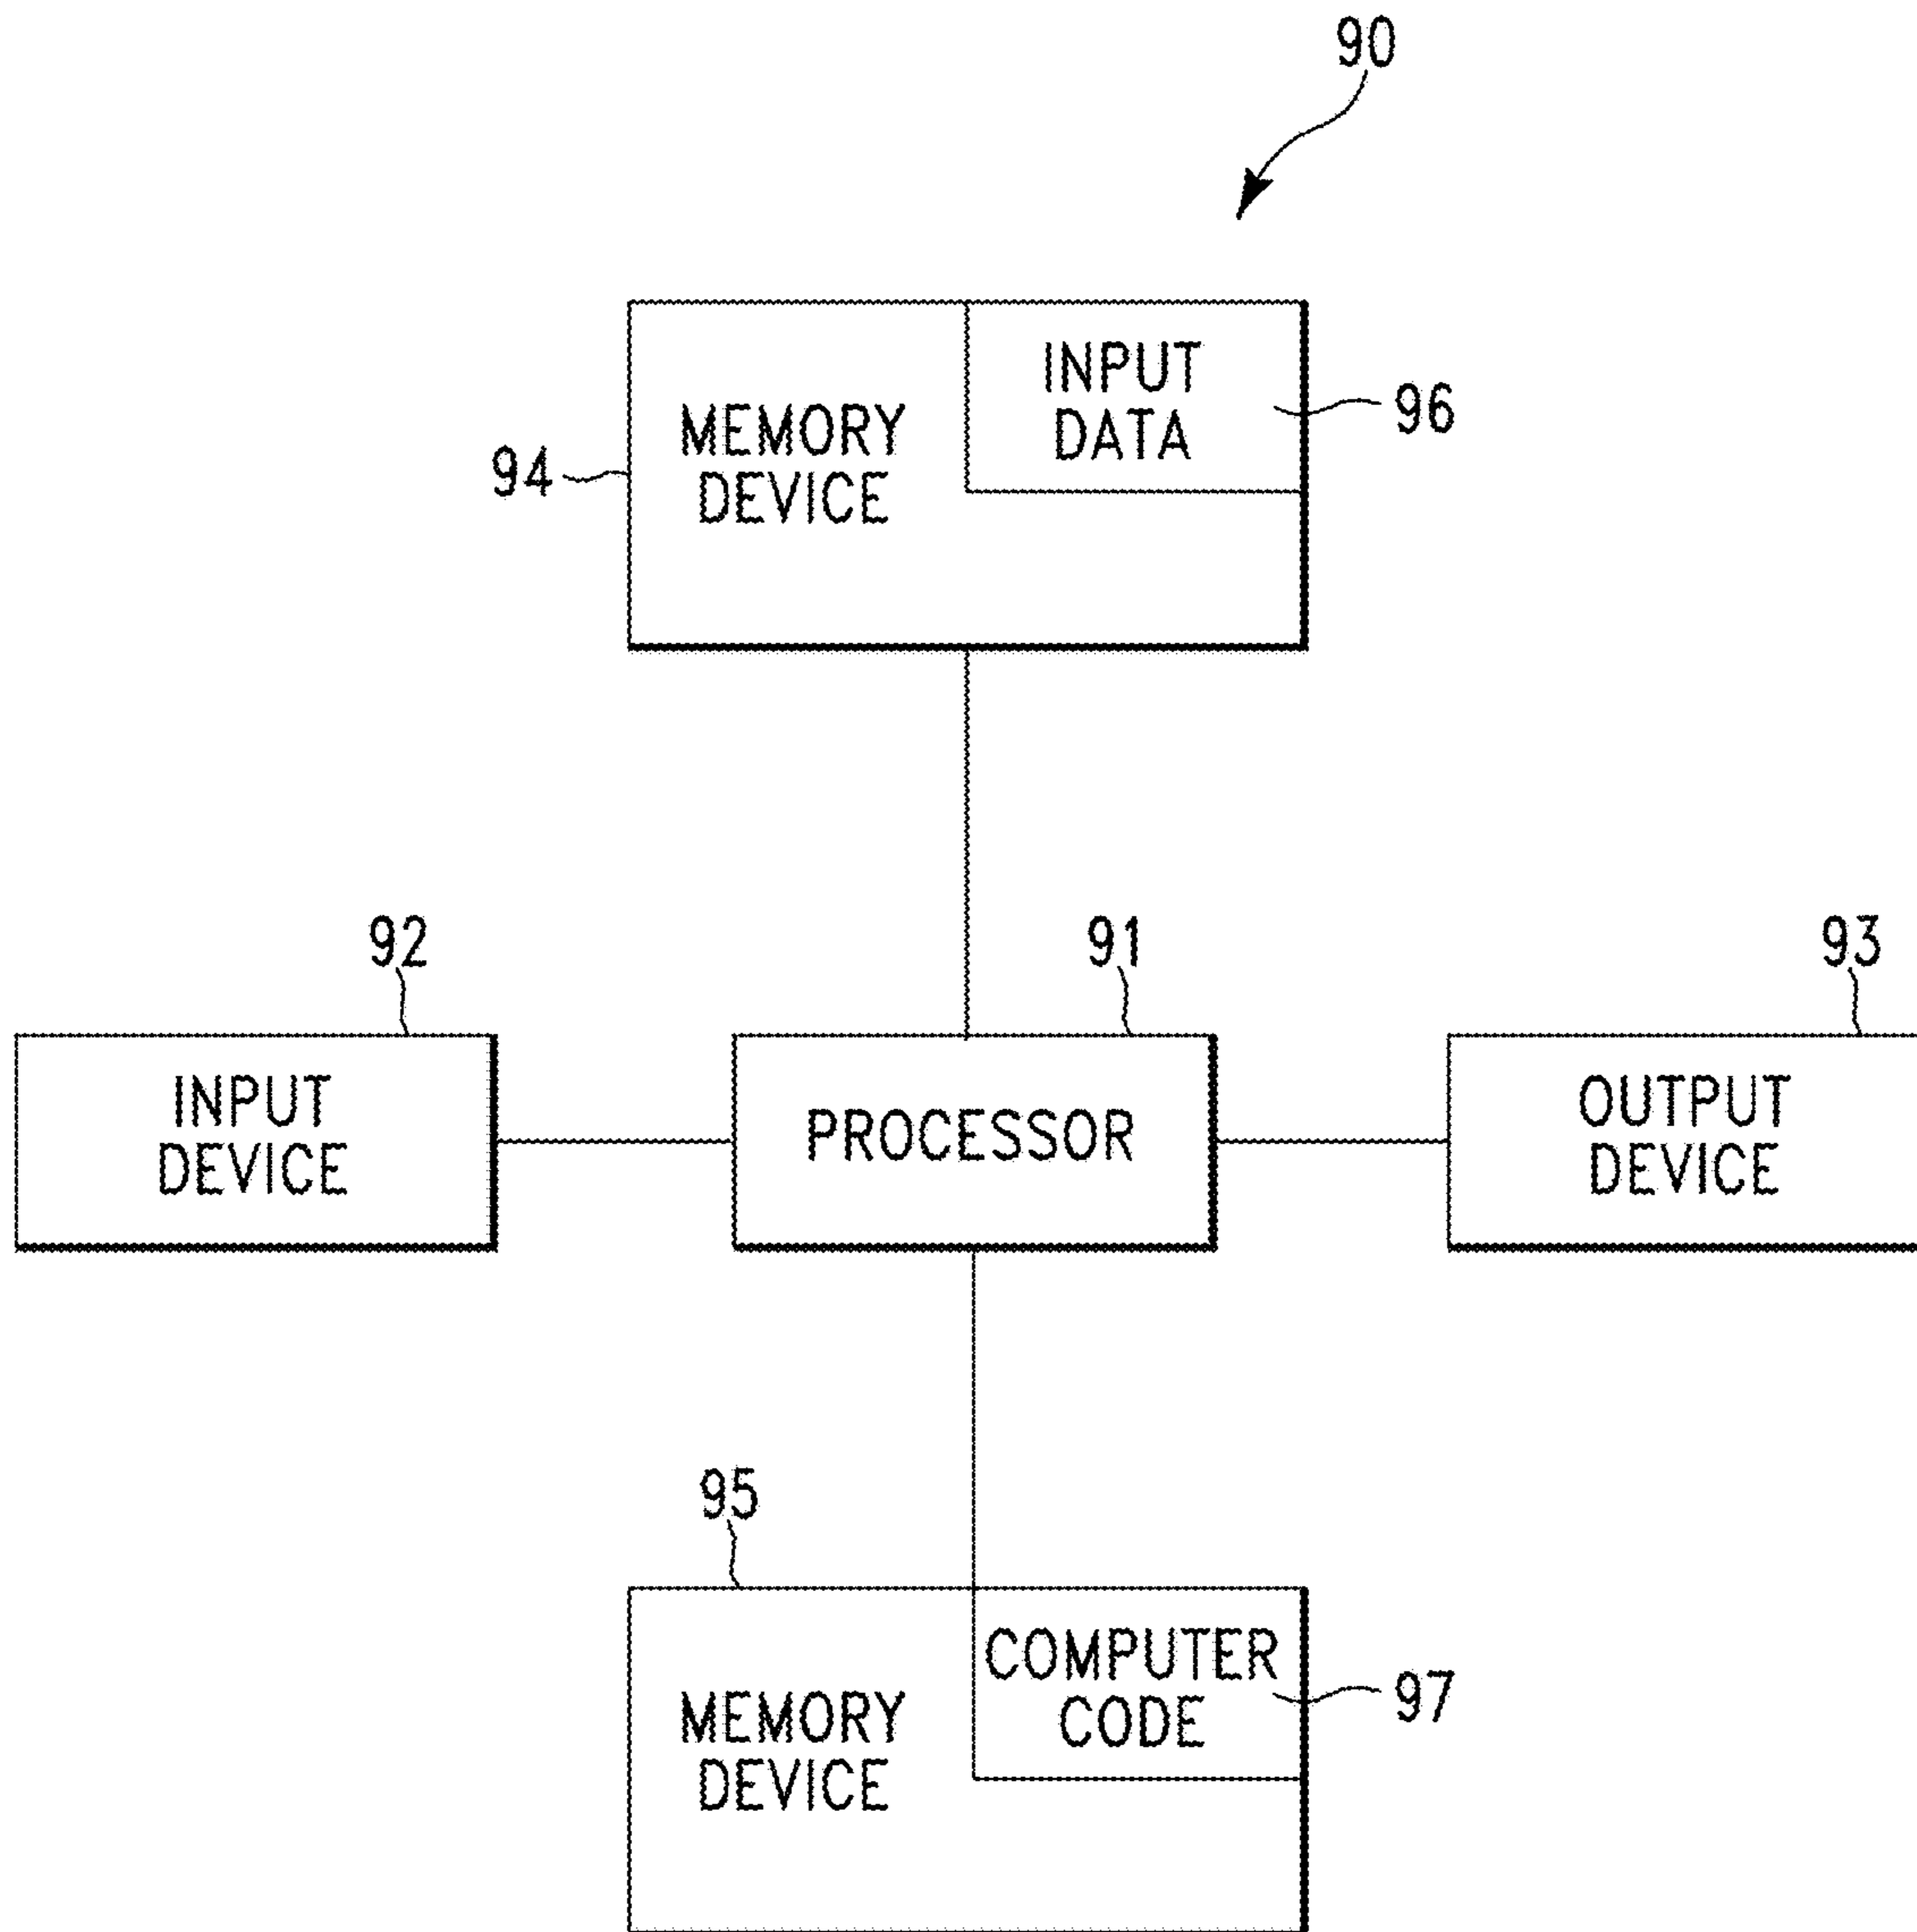 90
INPUT
DATA
96
MEMORY
DEVICE
94
92
91
93
INPUT
DEVICE
PROCESSOR
OUTPUT
DEVICE
95
COMPUTER
CODE
97
MEMORY
DEVICE